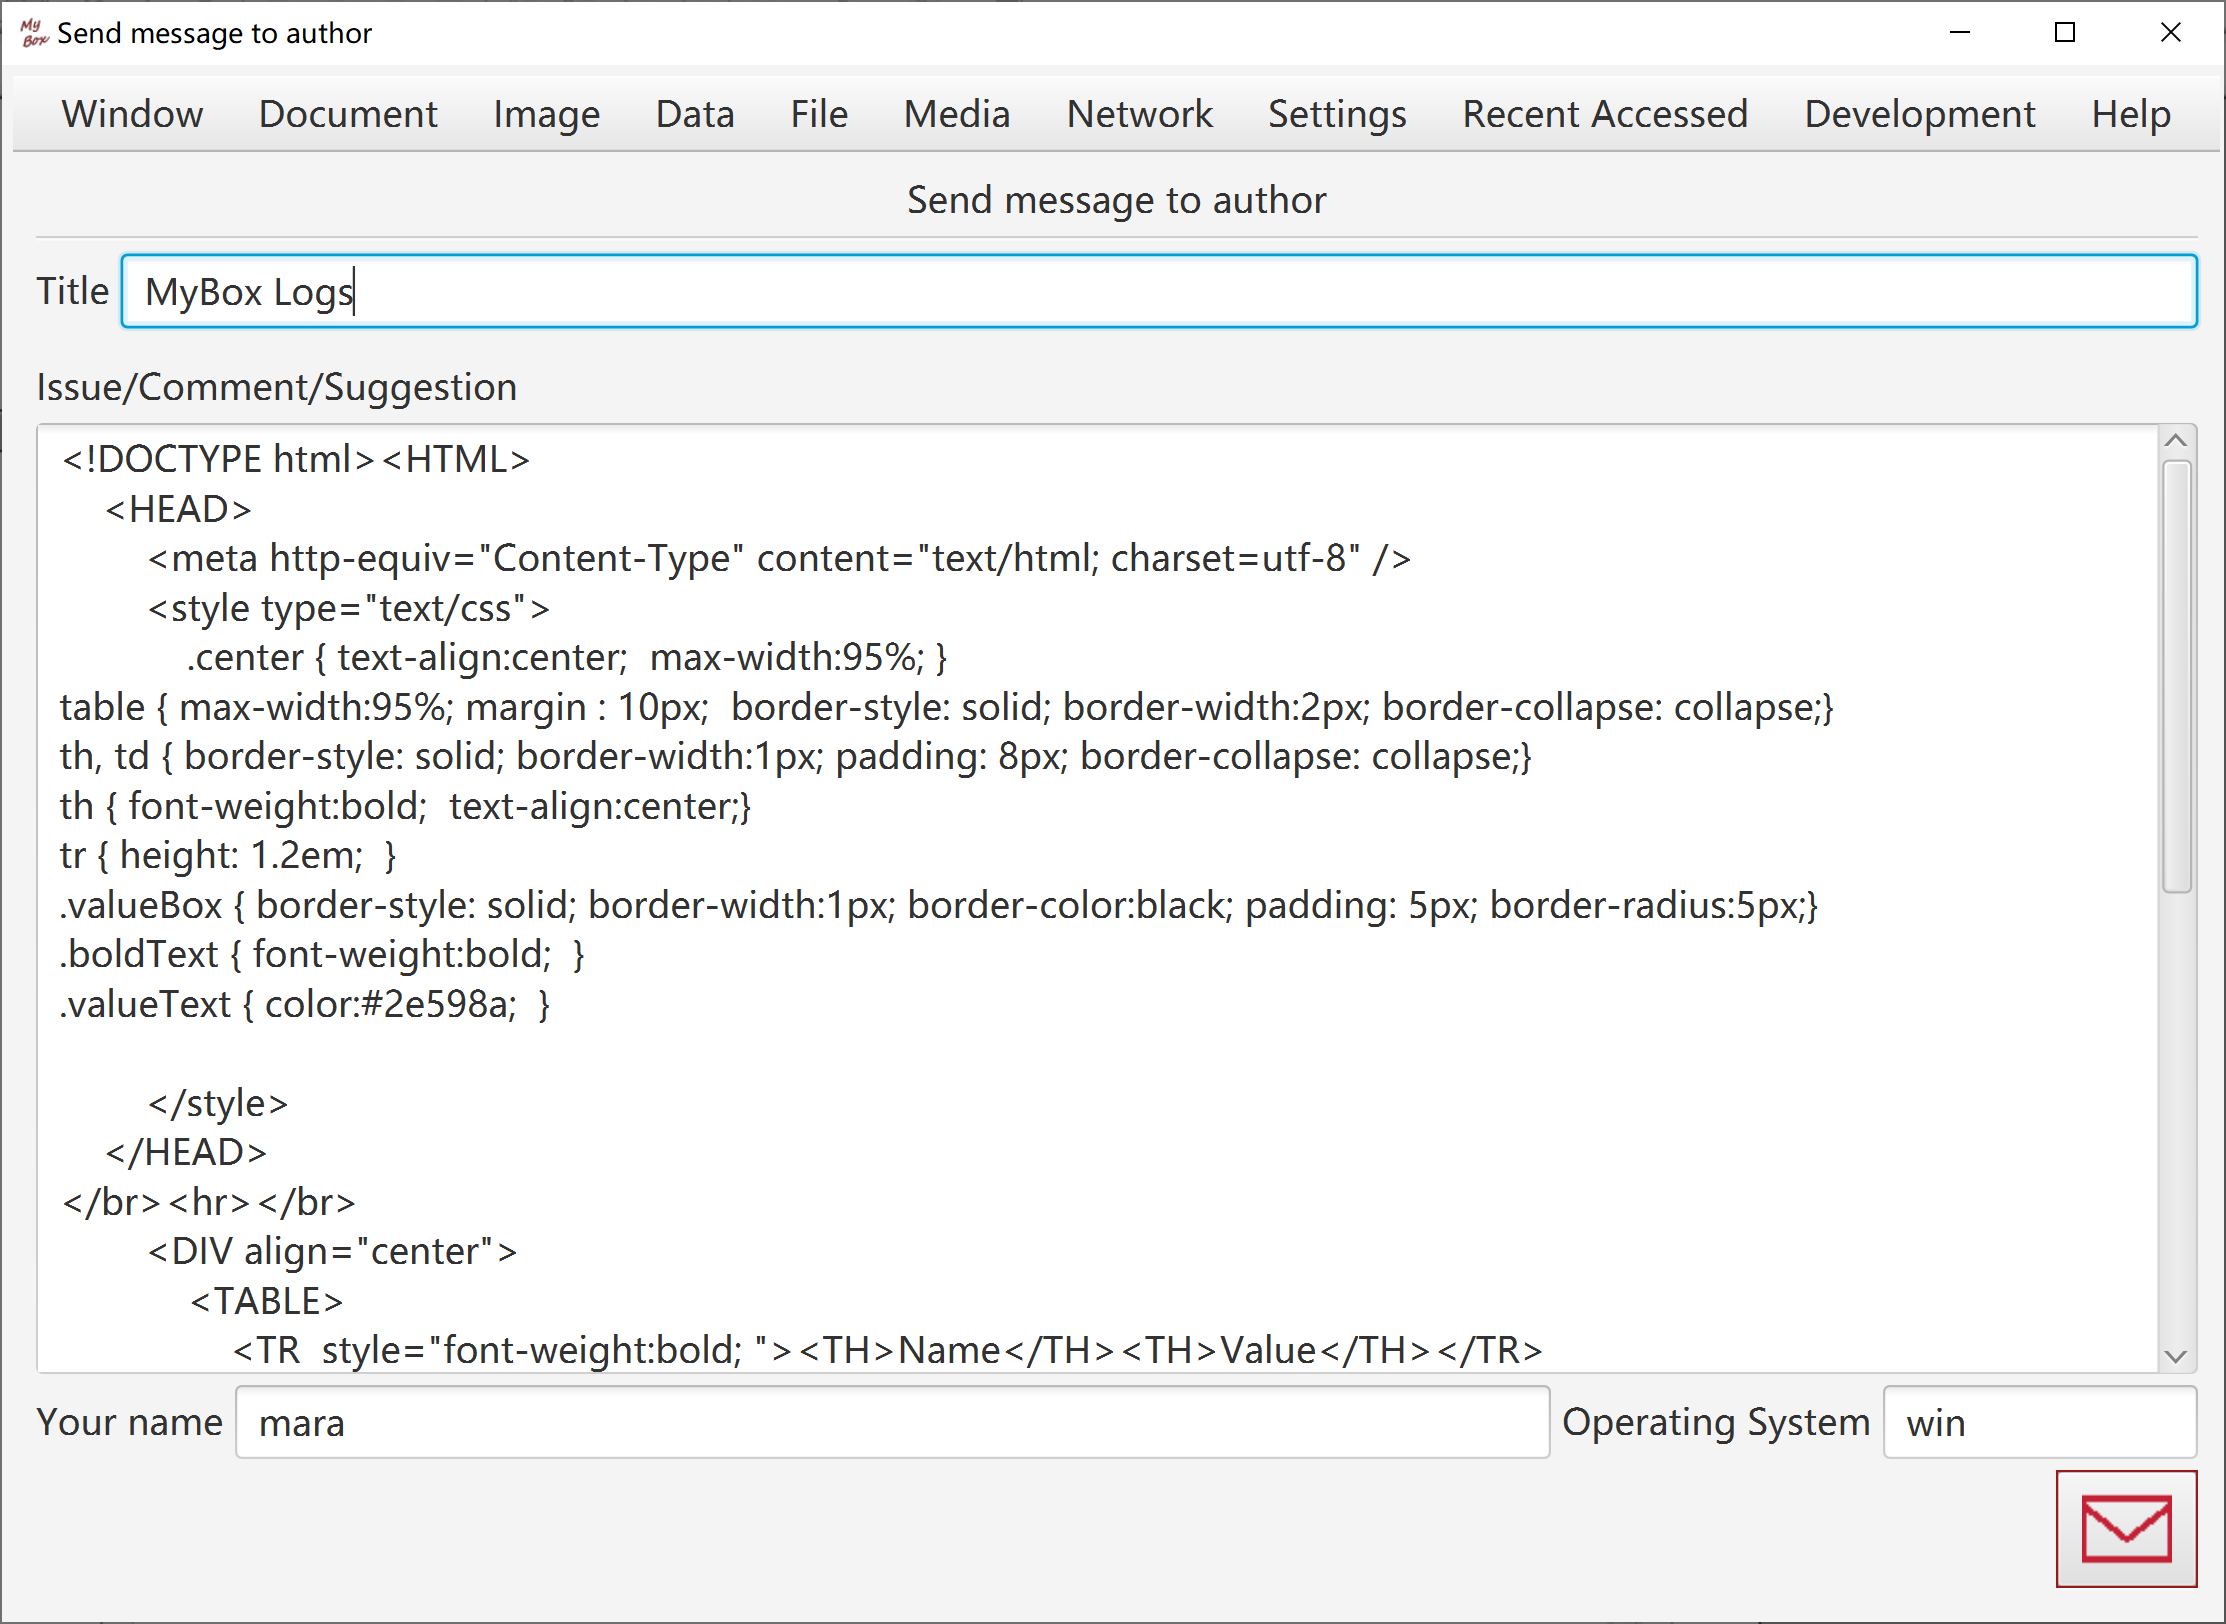 My Box Send message to author
Window Document Image Data File Media Network Settings Recent Accessed Development Help
Send message to author
Title MyBox Logs
Issue/Comment/Suggestion
<!DOCTYPE html><HTML>
    <HEAD>
        <meta http-equiv="Content-Type" content="text/html; charset=utf-8" />
        <style type="text/css">
            .center { text-align:center;  max-width:95%; }
table { max-width:95%; margin : 10px;  border-style: solid; border-width:2px; border-collapse: collapse;}
th, td { border-style: solid; border-width:1px; padding: 8px; border-collapse: collapse;}
th { font-weight:bold;  text-align:center;}
tr { height: 1.2em;  }
.valueBox { border-style: solid; border-width:1px; border-color:black; padding: 5px; border-radius:5px;}
.boldText { font-weight:bold;  }
.valueText { color:#2e598a;  }
        </style>
    </HEAD>
</br><hr></br>
        <DIV align="center">
            <TABLE>
                <TR  style="font-weight:bold; "><TH>Name</TH><TH>Value</TH></TR>
Your name mara Operating System win